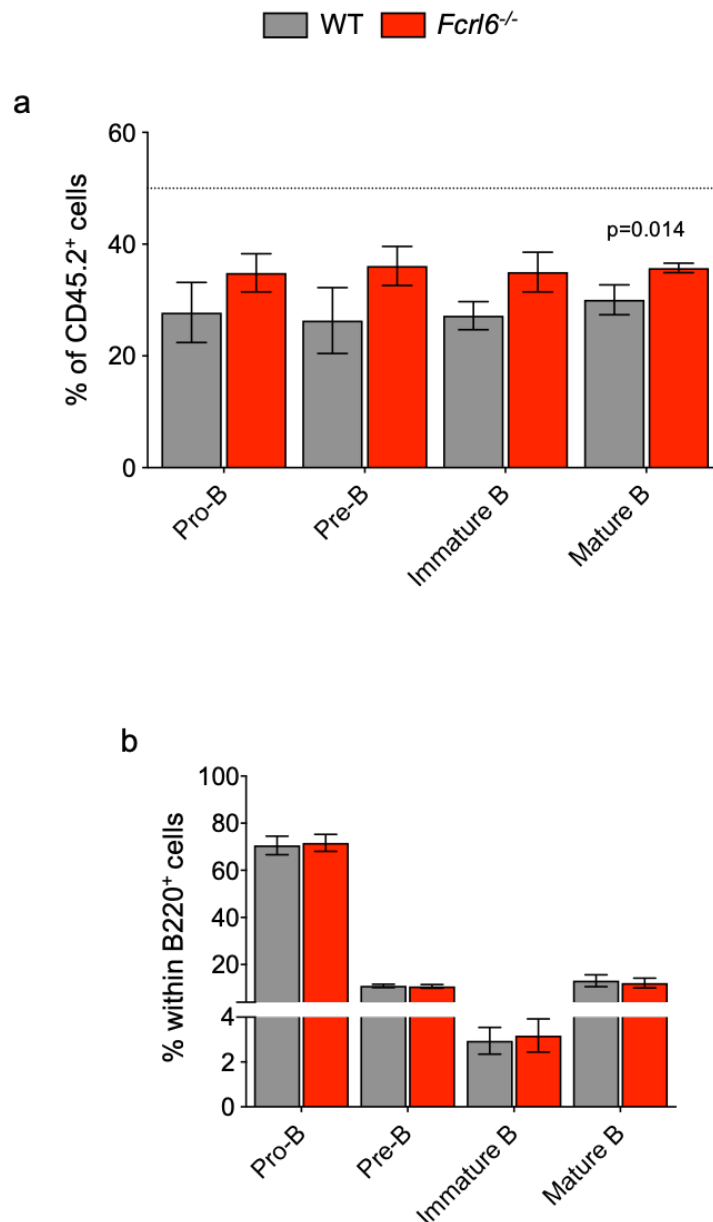 WT Fcrl6-/-
a
% of CD45.2+ cells
60
40
20
0
p=0.014
Pro-B
Pre-B
Immature B
Mature B
b
% within B220+ cells
100
80
60
40
20
4
2
0
Pro-B
Pre-B
Immature B
Mature B